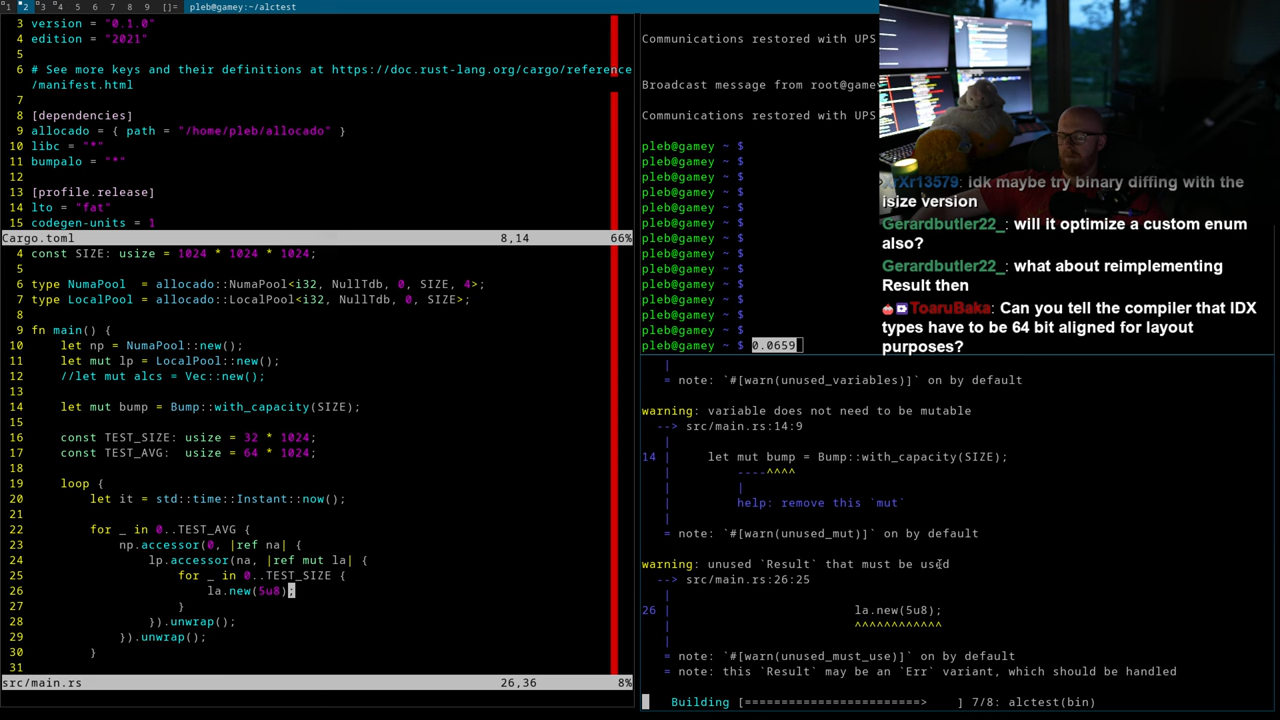 1 2 3 4 5 6 7 8 9 []= pleb@gamey:~/alctest
3 version = "0.1.0"
4 edition = "2021"
5
6 # See more keys and their definitions at https://doc.rust-lang.org/cargo/reference
/manifest.html
7
8 [dependencies]
9 allocado = { path = "/home/pleb/allocado" }
10 libc = "*"
11 bumpalo = "*"
12
13 [profile.release]
14 lto = "fat"
15 codegen-units = 1
Cargo.toml 8,14 66%
4 const SIZE: usize = 1024 * 1024 * 1024;
5
6 type NumaPool  = allocado::NumaPool<i32, NullTdb, 0, SIZE, 4>;
7 type LocalPool = allocado::LocalPool<i32, NullTdb, 0, SIZE>;
8
9 fn main() {
10     let np = NumaPool::new();
11     let mut lp = LocalPool::new();
12     //let mut alcs = Vec::new();
13
14     let mut bump = Bump::with_capacity(SIZE);
15
16     const TEST_SIZE: usize = 32 * 1024;
17     const TEST_AVG:  usize = 64 * 1024;
18
19     loop {
20         let it = std::time::Instant::now();
21
22         for _ in 0..TEST_AVG {
23             np.accessor(0, |ref na| {
24                 lp.accessor(na, |ref mut la| {
25                     for _ in 0..TEST_SIZE {
26                         la.new(5u8);
27                     }
28                 }).unwrap();
29             }).unwrap();
30         }
31
src/main.rs 26,36 8%
Communications restored with UPS
Broadcast message from root@gamey
Communications restored with UPS
pleb@gamey ~ $
pleb@gamey ~ $
pleb@gamey ~ $
pleb@gamey ~ $
pleb@gamey ~ $
pleb@gamey ~ $
pleb@gamey ~ $
pleb@gamey ~ $
pleb@gamey ~ $
pleb@gamey ~ $
pleb@gamey ~ $
pleb@gamey ~ $
pleb@gamey ~ $
pleb@gamey ~ $ 0.0659
|
= note: `#[warn(unused_variables)]` on by default
warning: variable does not need to be mutable
--> src/main.rs:14:9
|
14 |     let mut bump = Bump::with_capacity(SIZE);
|         ----^^^^
|         |
|         help: remove this `mut`
|
= note: `#[warn(unused_mut)]` on by default
warning: unused `Result` that must be used
--> src/main.rs:26:25
|
26 |                         la.new(5u8);
|                         ^^^^^^^^^^^^
|
= note: `#[warn(unused_must_use)]` on by default
= note: this `Result` may be an `Err` variant, which should be handled
Building [=======================>    ] 7/8: alctest(bin)
: idk maybe try binary diffing with the
isize version
Gerardbutler22_: will it optimize a custom enum
also?
Gerardbutler22_: what about reimplementing
Result then
ToaruBaka: Can you tell the compiler that IDX
types have to be 64 bit aligned for layout
purposes?